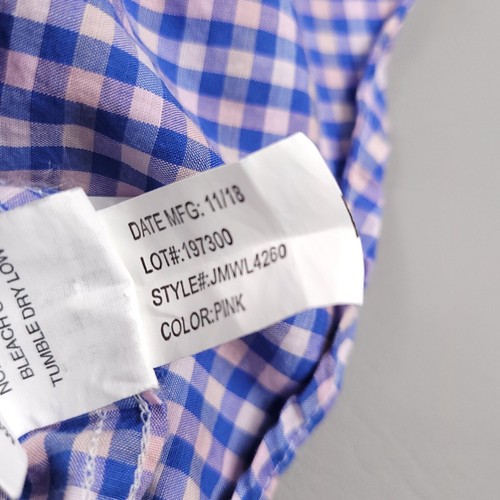 DATE MFG: 11/18
LOT#:197300
STYLE#:JMWL4260
COLOR:PINK
BLEACH
TUMBLE DRY LOW